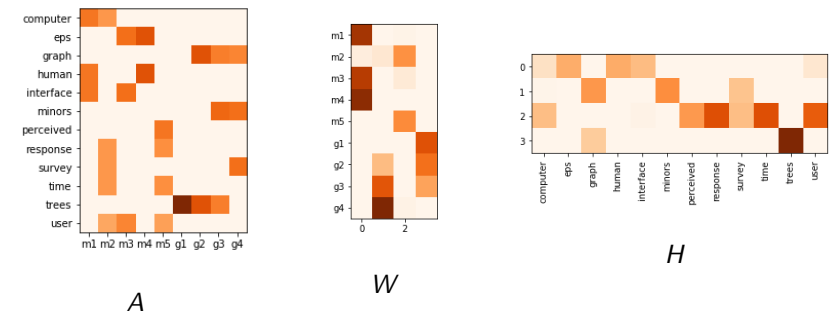 computer
eps
graph
human
interface
minors
perceived
response
survey
time
trees
user
m1 m2 m3 m4 m5 g1 g2 g3 g4
A
m1
m2
m3
m4
m5
g1
g2
g3
g4
0 2
W
0
1
2
3
computer
eps
graph
human
interface
minors
perceived
response
survey
time
trees
user
H